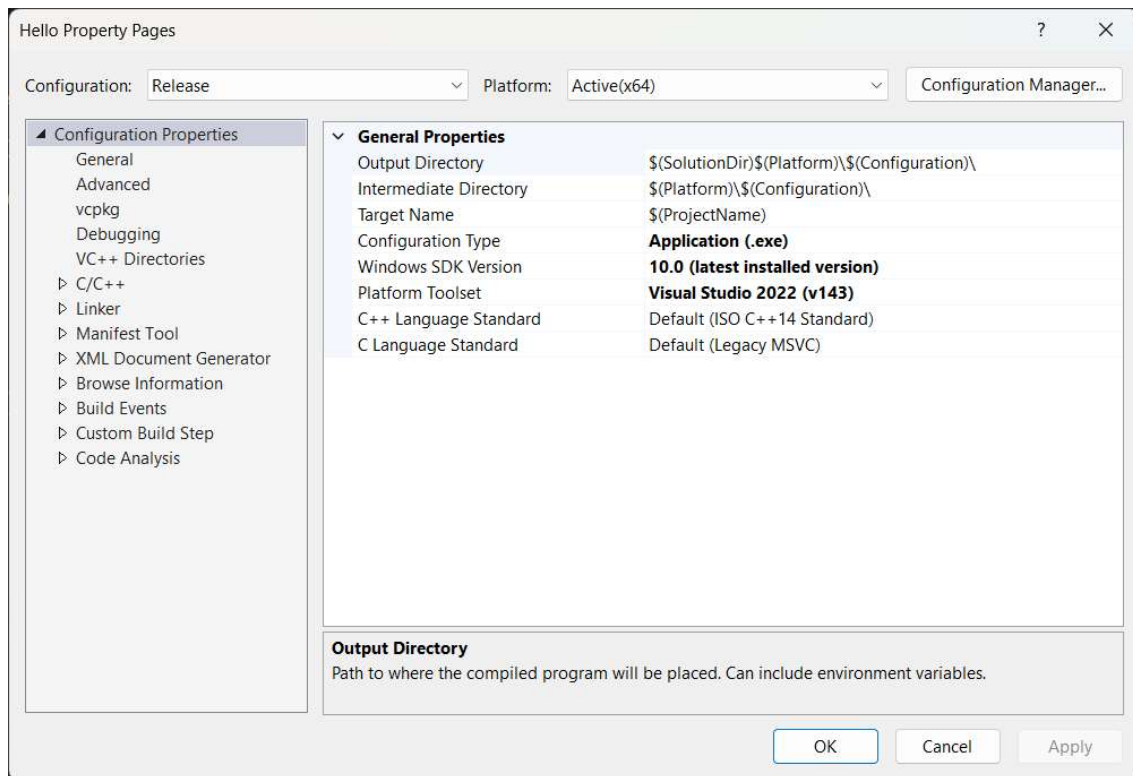 Hello Property Pages
?
Configuration: Release Platform: Active(x64) Configuration Manager...
Configuration Properties
General
Advanced
vcpkg
Debugging
VC++ Directories
C/C++
Linker
Manifest Tool
XML Document Generator
Browse Information
Build Events
Custom Build Step
Code Analysis
General Properties
Output Directory $(SolutionDir)$(Platform)\$(Configuration)\
Intermediate Directory $(Platform)\$(Configuration)\
Target Name $(ProjectName)
Configuration Type Application (.exe)
Windows SDK Version 10.0 (latest installed version)
Platform Toolset Visual Studio 2022 (v143)
C++ Language Standard Default (ISO C++14 Standard)
C Language Standard Default (Legacy MSVC)
Output Directory
Path to where the compiled program will be placed. Can include environment variables.
OK Cancel Apply